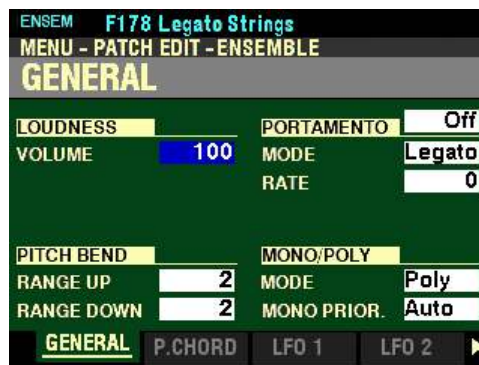 ENSEM F178 Legato Strings
MENU - PATCH EDIT - ENSEMBLE
GENERAL
LOUDNESS
VOLUME 100
PORTAMENTO Off
MODE Legato
RATE 0
PITCH BEND
RANGE UP 2
RANGE DOWN 2
MONO/POLY
MODE Poly
MONO PRIOR. Auto
GENERAL P.CHORD LFO 1 LFO 2